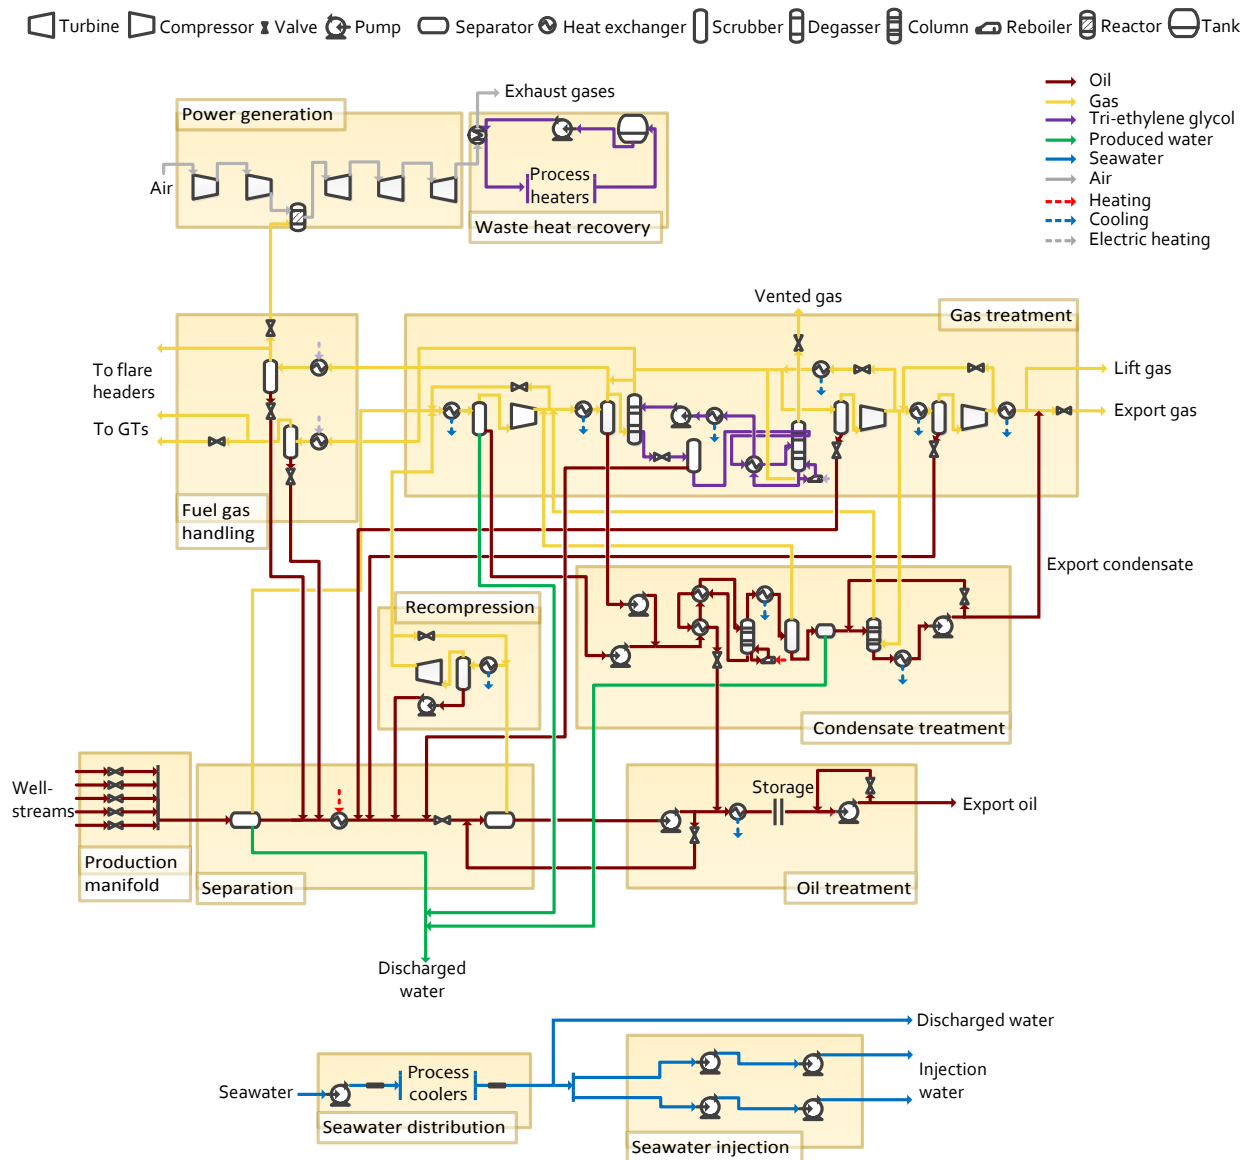 Turbine Compressor Valve Pump Separator Heat exchanger Scrubber Degasser Column Reboiler Reactor Tank
Oil
Gas
Tri-ethylene glycol
Produced water
Seawater
Air
Heating
Cooling
Electric heating
Exhaust gases
Power generation
Air
Process
heaters
Waste heat recovery
Vented gas
Gas treatment
To flare
headers
To GTs
Lift gas
Export gas
Fuel gas
handling
Export condensate
Recompression
Condensate treatment
Well-
streams
Storage
Export oil
Production
manifold
Separation
Oil treatment
Discharged
water
Discharged water
Seawater
Process
coolers
Injection
water
Seawater distribution
Seawater injection